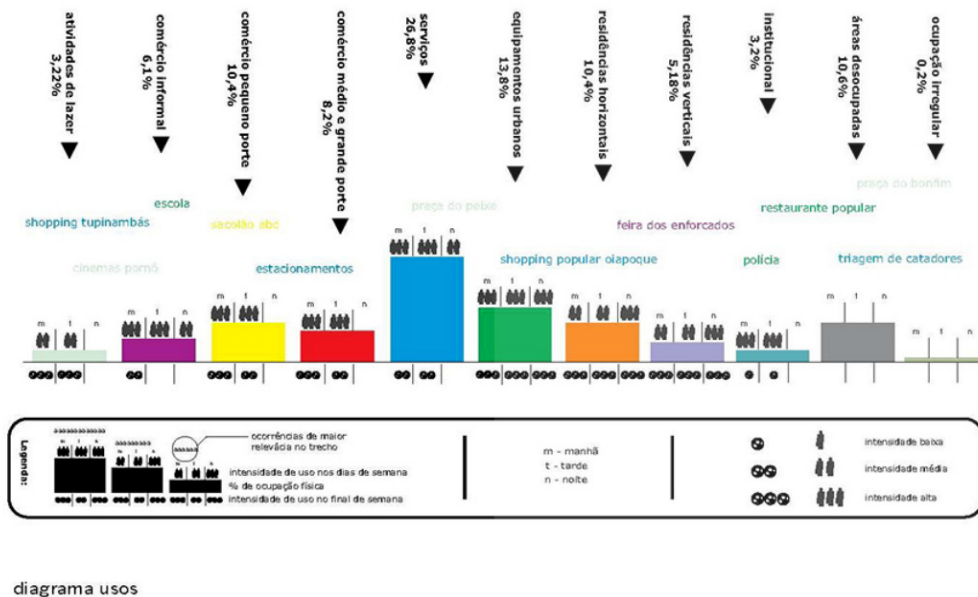 atividades de lazer
3,22%
comércio informal
6,1%
comércio pequeno porte
10,4%
comércio médio e grande porte
8,2%
serviços
26,8%
equipamentos urbanos
13,8%
residências horizontais
10,4%
residências verticais
5,18%
institucional
3,2%
áreas desocupadas
10,6%
ocupação irregular
0,2%
praça do bonfim
escola
restaurante popular
shopping tupinambás
sacolão abc
praça do peixe
feira dos enforcados
cinemas pornô
estacionamentos
shopping popular oiapoque
polícia
triagem de catadores
m t n
m t n
m t n
m t n
m t n
m t n
m t n
m t n
m t n
m t n
m t n
Legenda:
ocorrências de maior
relevácia no trecho
intensidade de uso nos dias de semana
% de ocupação física
intensidade de uso no final de semana
m - manhã
t - tarde
n - noite
intensidade baixa
intensidade média
intensidade alta
diagrama usos